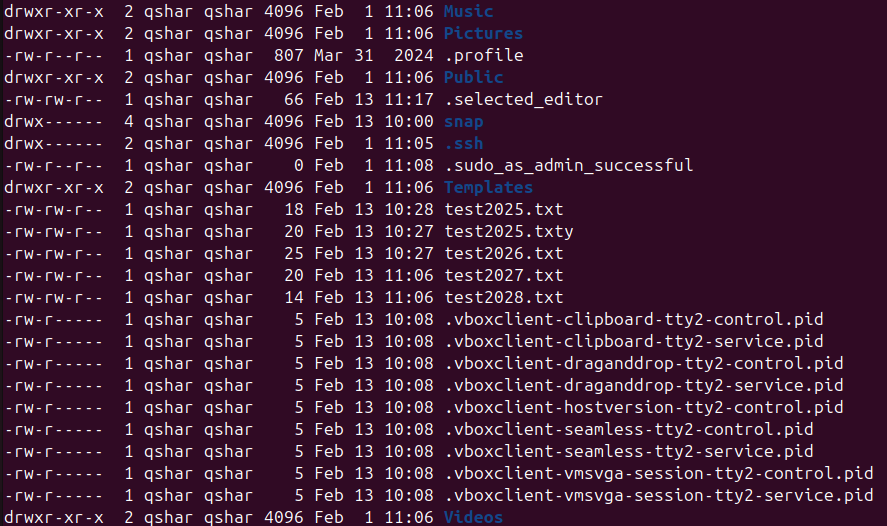 drwxr-xr-x  2 qshar qshar 4096 Feb  1 11:06 Music
drwxr-xr-x  2 qshar qshar 4096 Feb  1 11:06 Pictures
-rw-r--r--  1 qshar qshar  807 Mar 31  2024 .profile
drwxr-xr-x  2 qshar qshar 4096 Feb  1 11:06 Public
-rw-rw-r--  1 qshar qshar   66 Feb 13 11:17 .selected_editor
drwx------  4 qshar qshar 4096 Feb 13 10:00 snap
drwx------  2 qshar qshar 4096 Feb  1 11:05 .ssh
-rw-r--r--  1 qshar qshar    0 Feb  1 11:08 .sudo_as_admin_successful
drwxr-xr-x  2 qshar qshar 4096 Feb  1 11:06 Templates
-rw-rw-r--  1 qshar qshar   18 Feb 13 10:28 test2025.txt
-rw-rw-r--  1 qshar qshar   20 Feb 13 10:27 test2025.txty
-rw-rw-r--  1 qshar qshar   25 Feb 13 10:27 test2026.txt
-rw-rw-r--  1 qshar qshar   20 Feb 13 11:06 test2027.txt
-rw-rw-r--  1 qshar qshar   14 Feb 13 11:06 test2028.txt
-rw-r-----  1 qshar qshar    5 Feb 13 10:08 .vboxclient-clipboard-tty2-control.pid
-rw-r-----  1 qshar qshar    5 Feb 13 10:08 .vboxclient-clipboard-tty2-service.pid
-rw-r-----  1 qshar qshar    5 Feb 13 10:08 .vboxclient-draganddrop-tty2-control.pid
-rw-r-----  1 qshar qshar    5 Feb 13 10:08 .vboxclient-draganddrop-tty2-service.pid
-rw-r-----  1 qshar qshar    5 Feb 13 10:08 .vboxclient-hostversion-tty2-control.pid
-rw-r-----  1 qshar qshar    5 Feb 13 10:08 .vboxclient-seamless-tty2-control.pid
-rw-r-----  1 qshar qshar    5 Feb 13 10:08 .vboxclient-seamless-tty2-service.pid
-rw-r-----  1 qshar qshar    5 Feb 13 10:08 .vboxclient-vmsvga-session-tty2-control.pid
-rw-r-----  1 qshar qshar    5 Feb 13 10:08 .vboxclient-vmsvga-session-tty2-service.pid
drwxr-xr-x  2 qshar qshar 4096 Feb  1 11:06 Videos